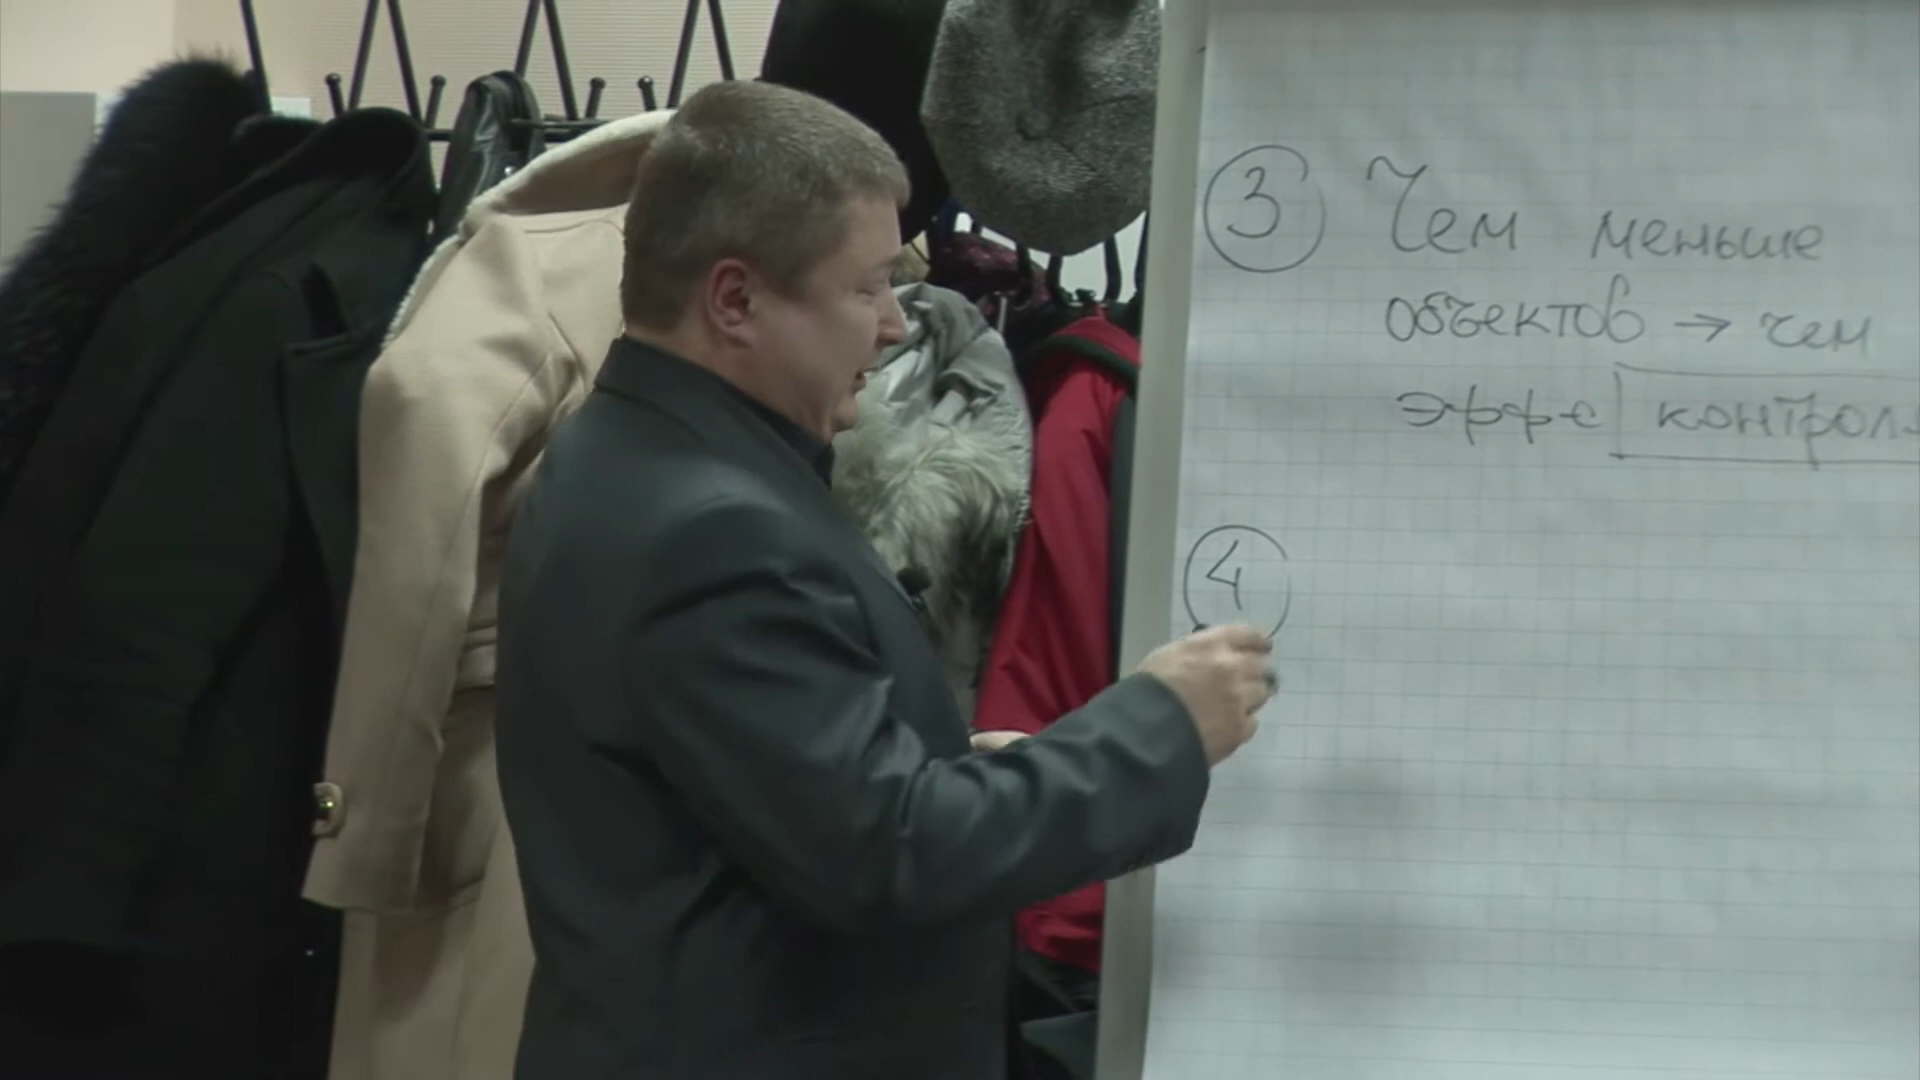 3 Чем меньше
объектов → чем
эффе контрол
4